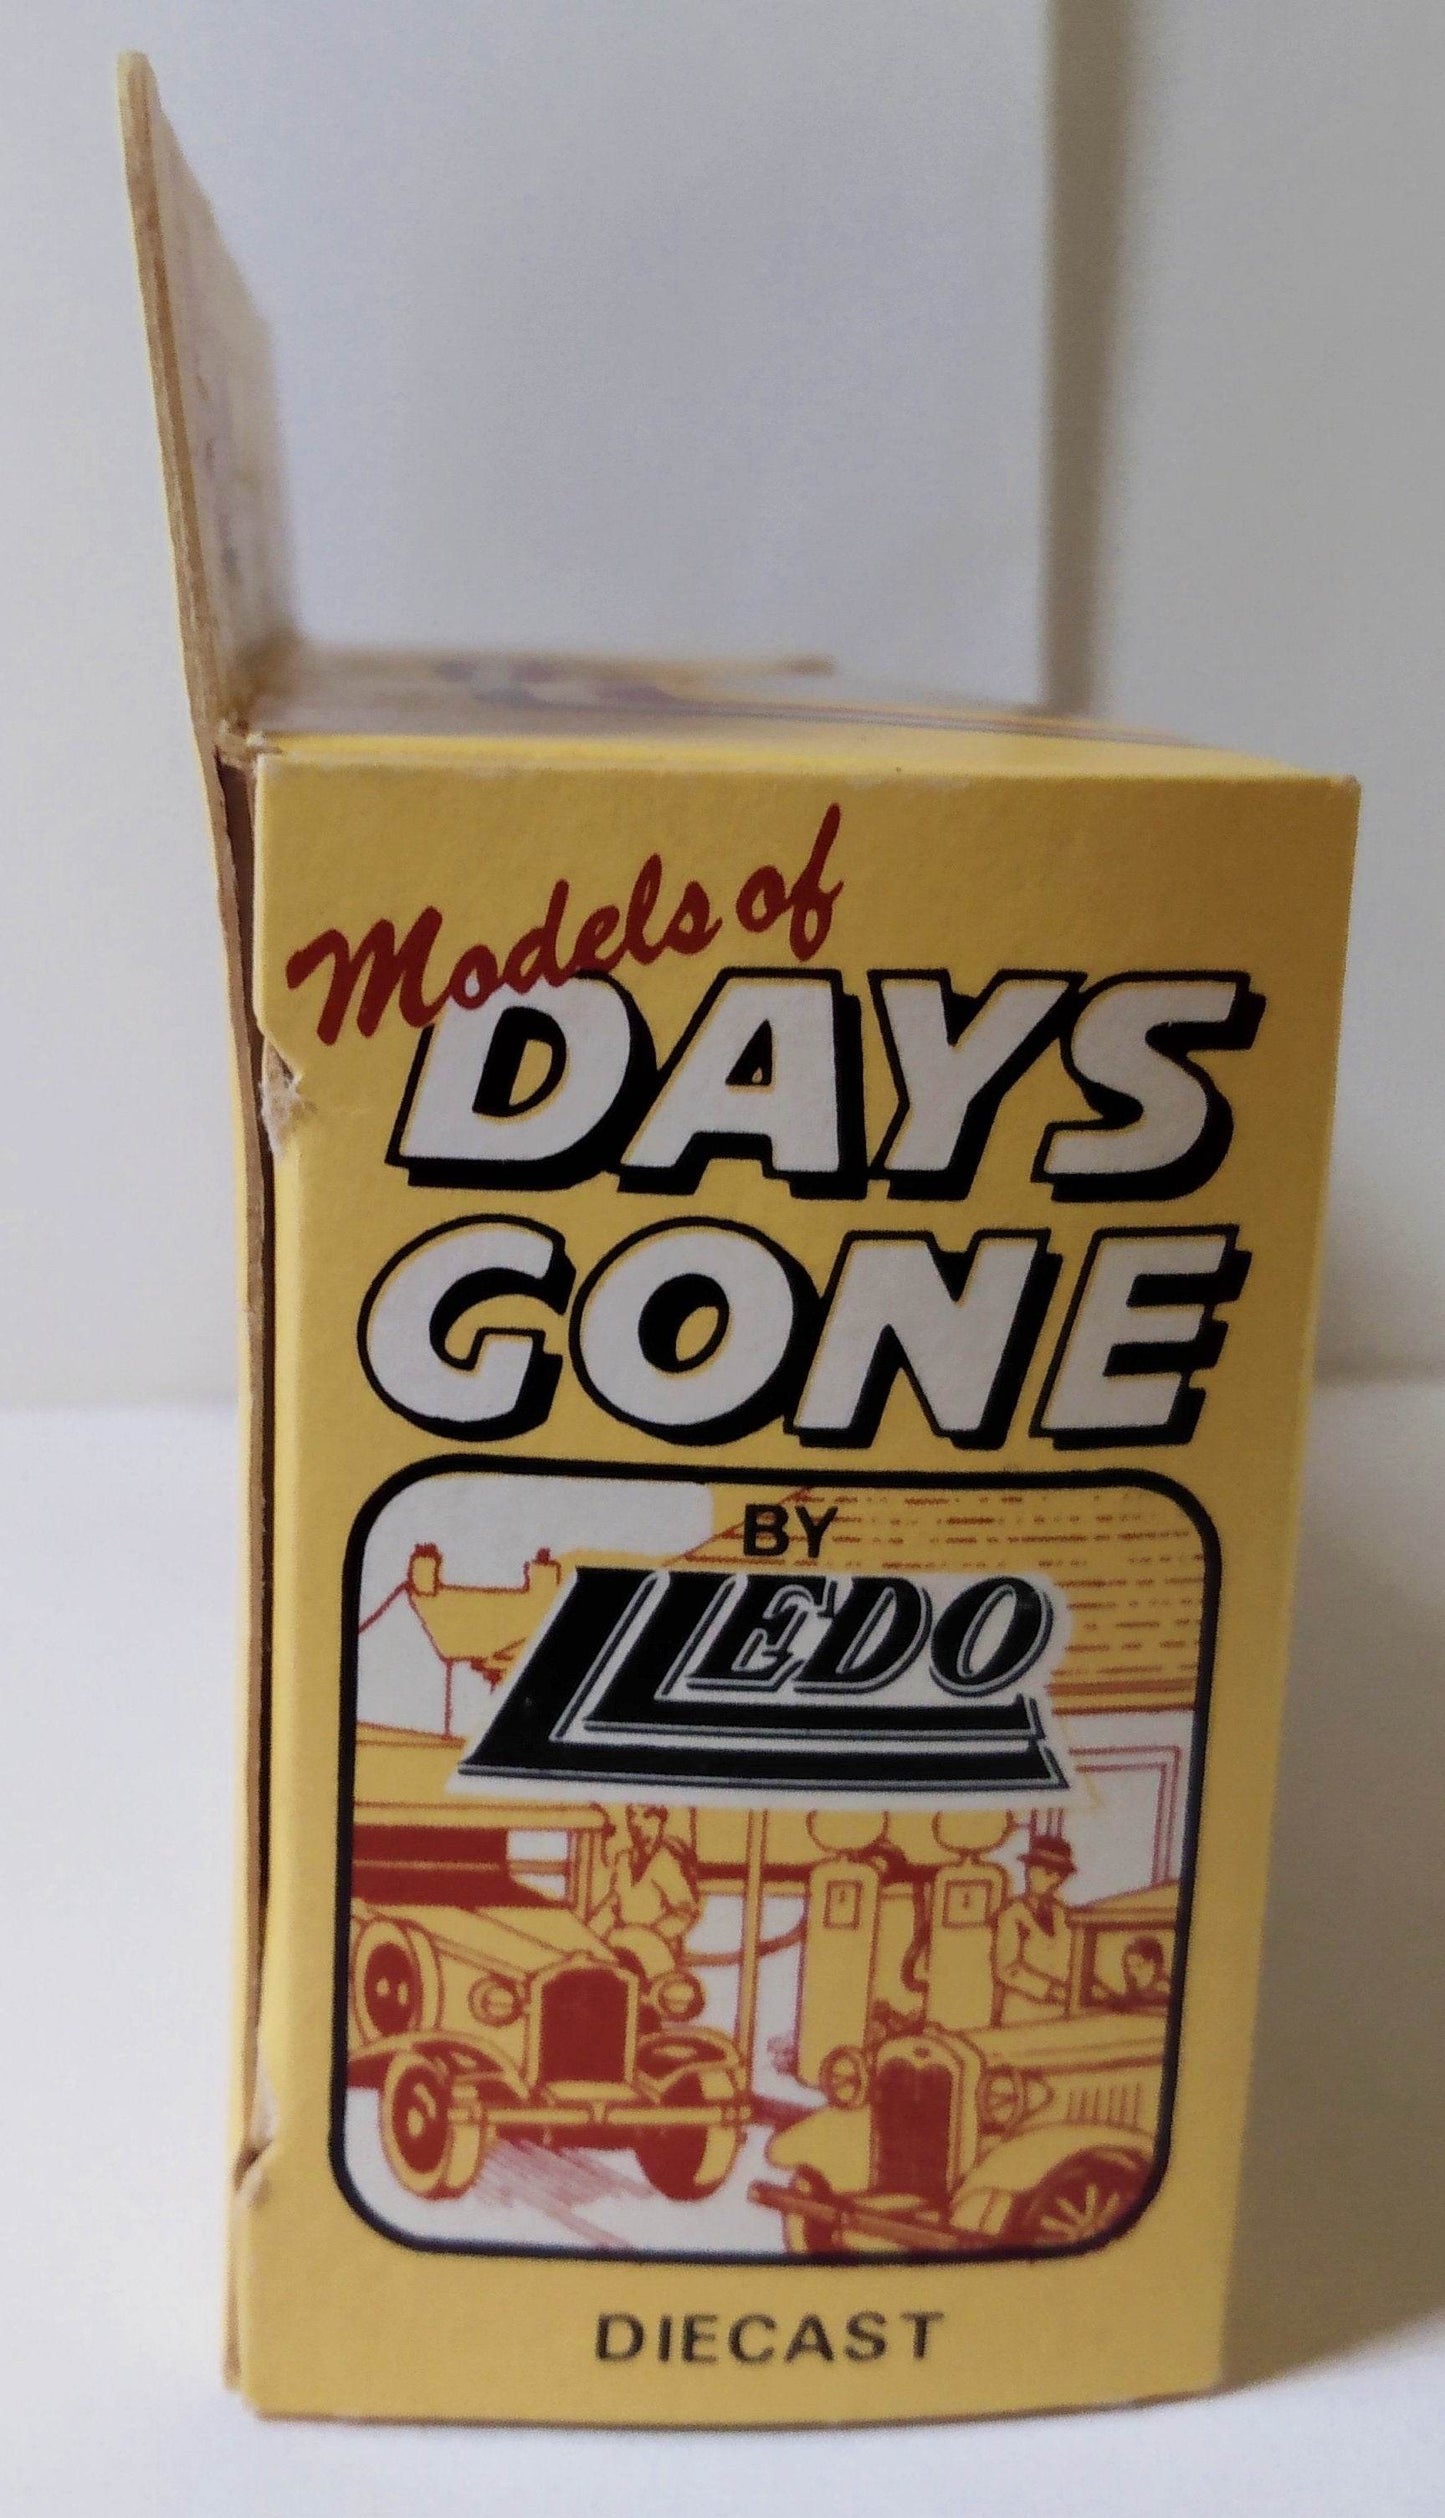 Models of
DAYS
GONE
BY
LLEDO
DIECAST